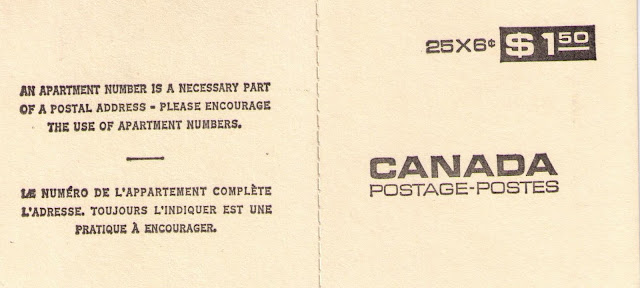 AN APARTMENT NUMBER IS A NECESSARY PART
OF A POSTAL ADDRESS - PLEASE ENCOURAGE
THE USE OF APARTMENT NUMBERS.
LE NUMÉRO DE L'APPARTEMENT COMPLÈTE
L'ADRESSE. TOUJOURS L'INDIQUER EST UNE
PRATIQUE À ENCOURAGER.
25X6¢ $1.50
CANADA
POSTAGE-POSTES